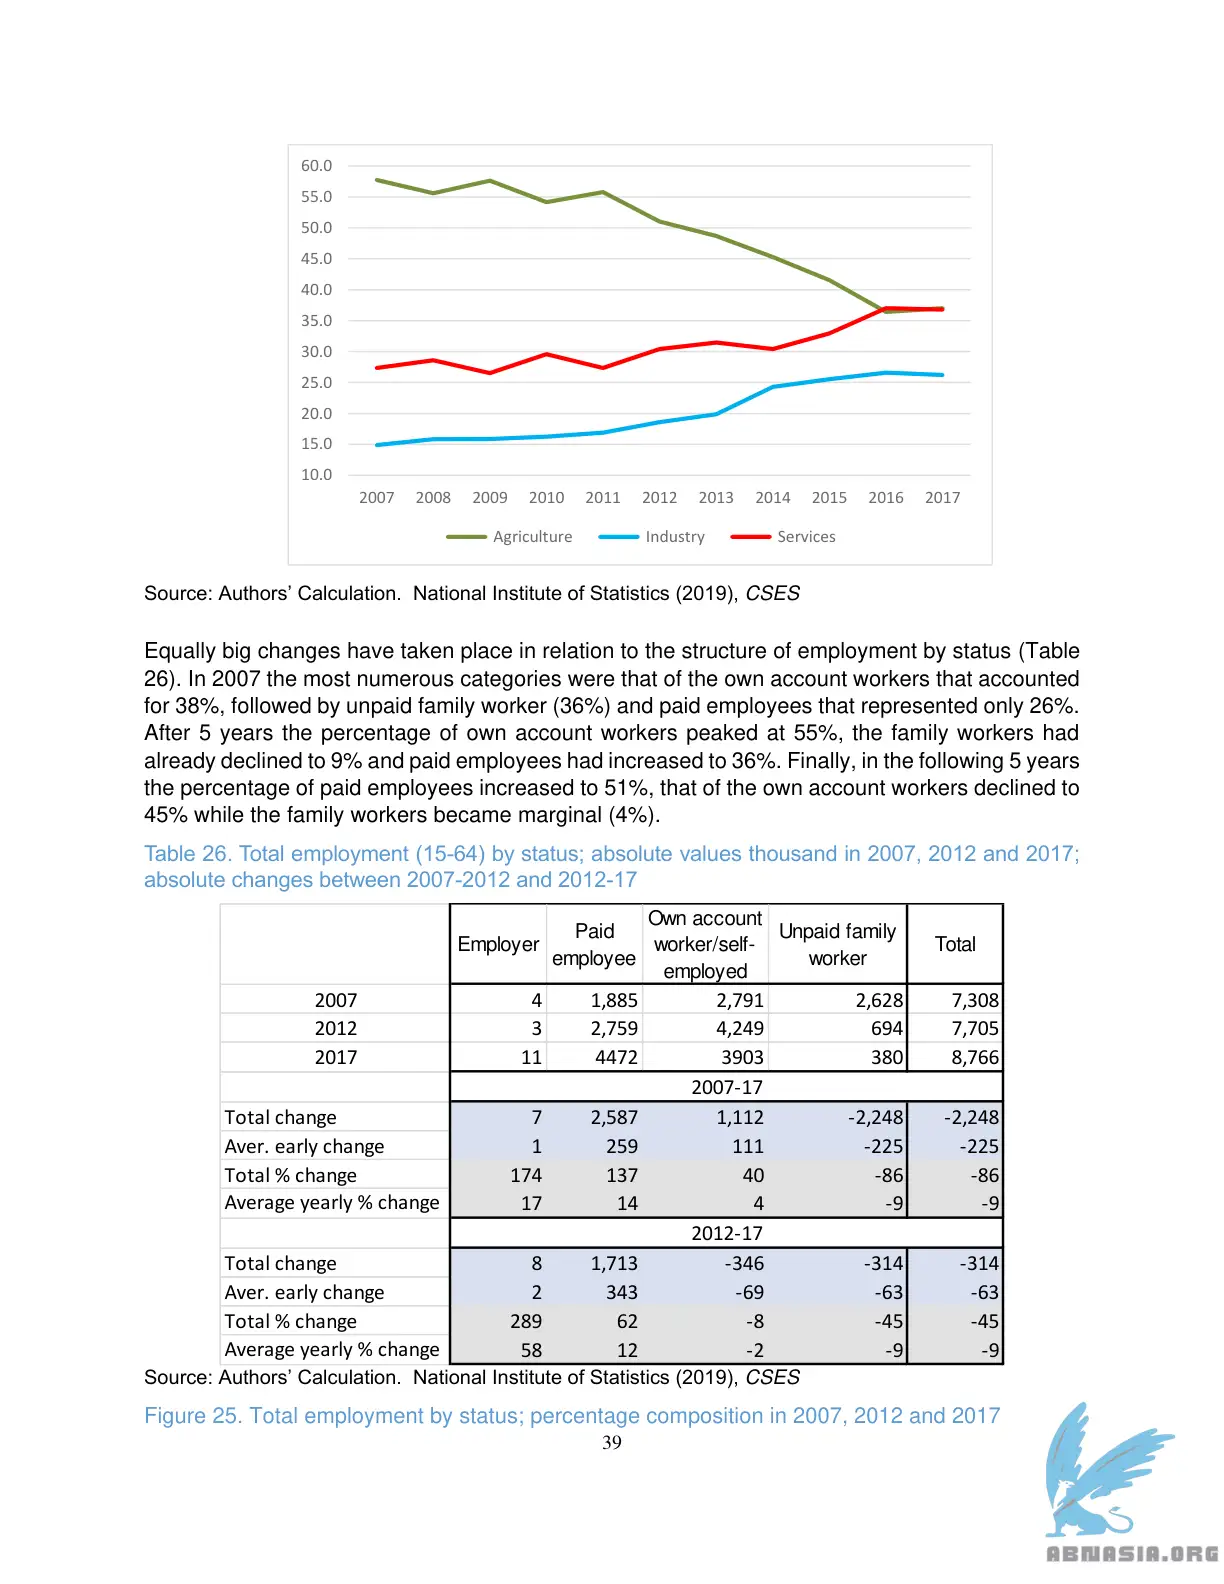 60.0
55.0
50.0
45.0
40.0
35.0
30.0
25.0
20.0
15.0
10.0
2007 2008 2009 2010 2011 2012 2013 2014 2015 2016 2017
Agriculture Industry Services
Source: Authors’ Calculation. National Institute of Statistics (2019), CSES
Equally big changes have taken place in relation to the structure of employment by status (Table
26). In 2007 the most numerous categories were that of the own account workers that accounted
for 38%, followed by unpaid family worker (36%) and paid employees that represented only 26%.
After 5 years the percentage of own account workers peaked at 55%, the family workers had
already declined to 9% and paid employees had increased to 36%. Finally, in the following 5 years
the percentage of paid employees increased to 51%, that of the own account workers declined to
45% while the family workers became marginal (4%).
Table 26. Total employment (15-64) by status; absolute values thousand in 2007, 2012 and 2017;
absolute changes between 2007-2012 and 2012-17
Employer Paid employee Own account worker/self-employed Unpaid family worker Total
2007 4 1,885 2,791 2,628 7,308
2012 3 2,759 4,249 694 7,705
2017 11 4472 3903 380 8,766
2007-17
Total change 7 2,587 1,112 -2,248 -2,248
Aver. early change 1 259 111 -225 -225
Total % change 174 137 40 -86 -86
Average yearly % change 17 14 4 -9 -9
2012-17
Total change 8 1,713 -346 -314 -314
Aver. early change 2 343 -69 -63 -63
Total % change 289 62 -8 -45 -45
Average yearly % change 58 12 -2 -9 -9
Source: Authors’ Calculation. National Institute of Statistics (2019), CSES
Figure 25. Total employment by status; percentage composition in 2007, 2012 and 2017
39
ABNASIA.ORG